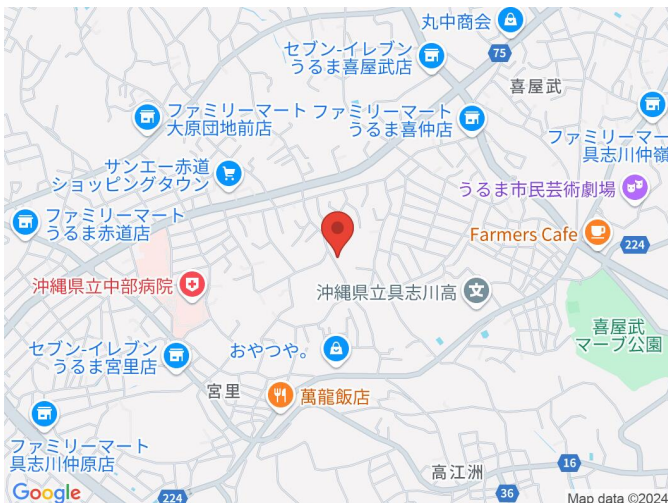 丸中商会
セブン-イレブン
うるま喜屋武店
75
喜屋武
ファミリーマート
大原団地前店
ファミリーマート
うるま喜仲店
ファミリーマー
具志川仲嶺
サンエー赤道
ショッピングタウン
うるま市民芸術劇場
ファミリーマート
うるま赤道店
Farmers Cafe
224
沖縄県立中部病院
沖縄県立具志川高
文
喜屋武
マーブ公園
セブン-イレブン
うるま宮里店
おやつや。
宮里
萬龍飯店
ファミリーマート
具志川仲原店
高江洲
16
Google
224
36
Map data ©2024